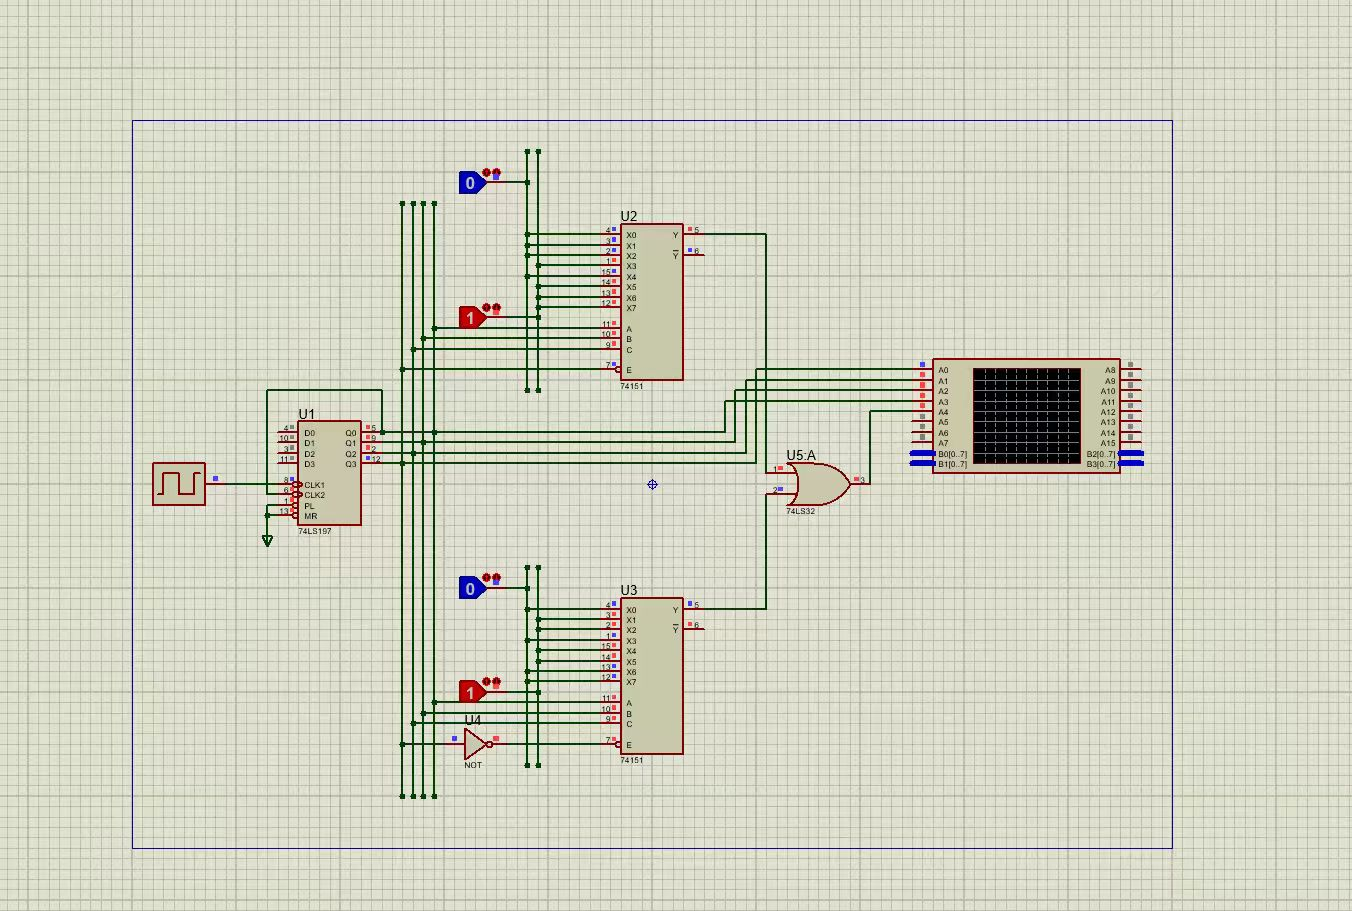 0
U2
4 X0 Y 5
3 X1
2 X2 Y 6
1 X3
15 X4
14 X5
13 X6
12 X7
1
11 A
10 B
9 C
7 E
74151
A0 A8
A1 A9
A2 A10
A3 A11
A4 A12
A5 A13
A6 A14
A7 A15
B0[0..7] B2[0..7]
B1[0..7] B3[0..7]
U1
4 D0 Q0 5
10 D1 Q1 9
3 D2 Q2 2
11 D3 Q3 12
8 CLK1
6 CLK2
1 PL
13 MR
74LS197
U5:A
1
2 3
74LS32
0
U3
4 X0 Y 5
3 X1
2 X2 Y 6
1 X3
15 X4
14 X5
13 X6
12 X7
1
11 A
10 B
9 C
7 E
74151
U4
NOT